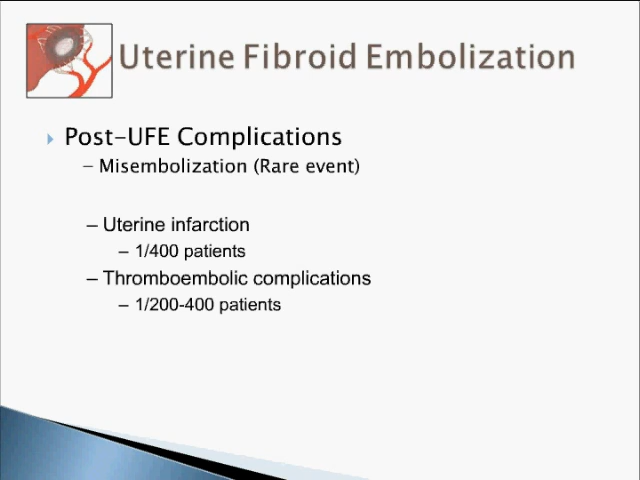 Uterine Fibroid Embolization
Post-UFE Complications
– Misembolization (Rare event)
– Uterine infarction
– 1/400 patients
– Thromboembolic complications
– 1/200-400 patients